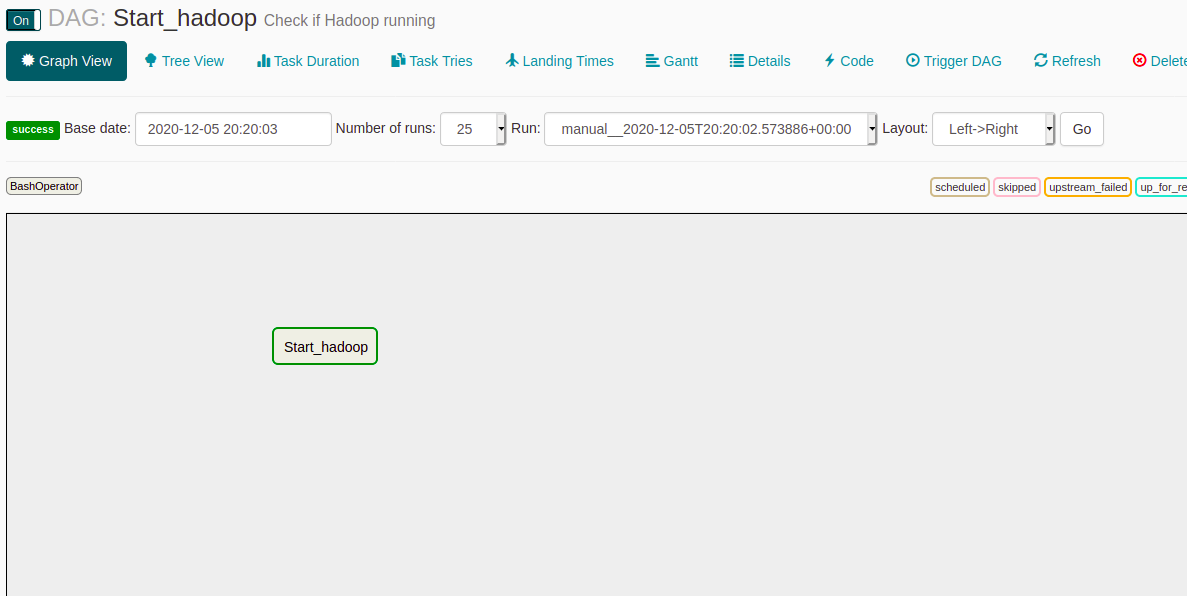 On DAG: Start_hadoop Check if Hadoop running
Graph View Tree View Task Duration Task Tries Landing Times Gantt Details Code Trigger DAG Refresh Delete
success Base date: 2020-12-05 20:20:03 Number of runs: 25 Run: manual__2020-12-05T20:20:02.573886+00:00 Layout: Left->Right Go
BashOperator scheduled skipped upstream_failed up_for_re
Start_hadoop